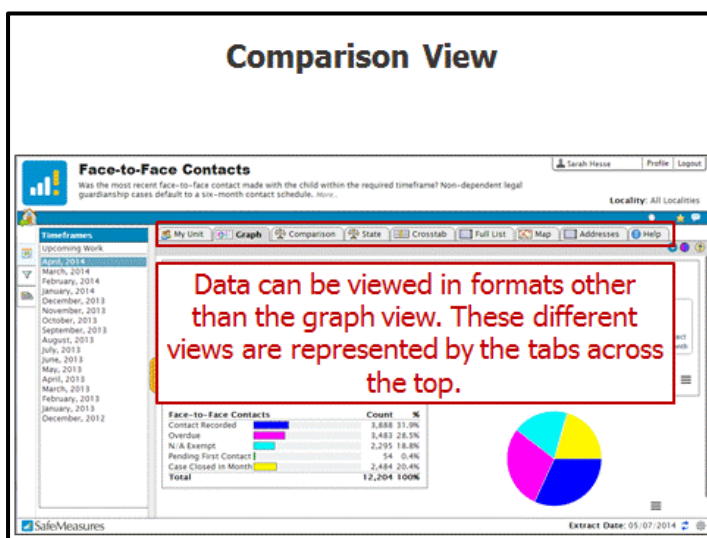 Comparison View
Sarah Hesse Profile Logout
Face-to-Face Contacts
Was the most recent face-to-face contact made with the child within the required timeframe? Non-dependent legal
guardianship cases default to a six-month contact schedule. More..
Locality: All Localities
Timeframes
My Unit Graph Comparison State Crosstab Full List Map Addresses Help
Upcoming Work
April, 2014
March, 2014
February, 2014
January, 2014
December, 2013
November, 2013
October, 2013
September, 2013
August, 2013
July, 2013
June, 2013
May, 2013
April, 2013
March, 2013
February, 2013
January, 2013
December, 2012
Data can be viewed in formats other
than the graph view. These different
views are represented by the tabs across
the top.
Face-to-Face Contacts Count %
Contact Recorded 3,888 31.9%
Overdue 3,483 28.5%
N/A Exempt 2,295 18.8%
Pending First Contact 54 0.4%
Case Closed in Month 2,484 20.4%
Total 12,204 100%
SafeMeasures
Extract Date: 05/07/2014